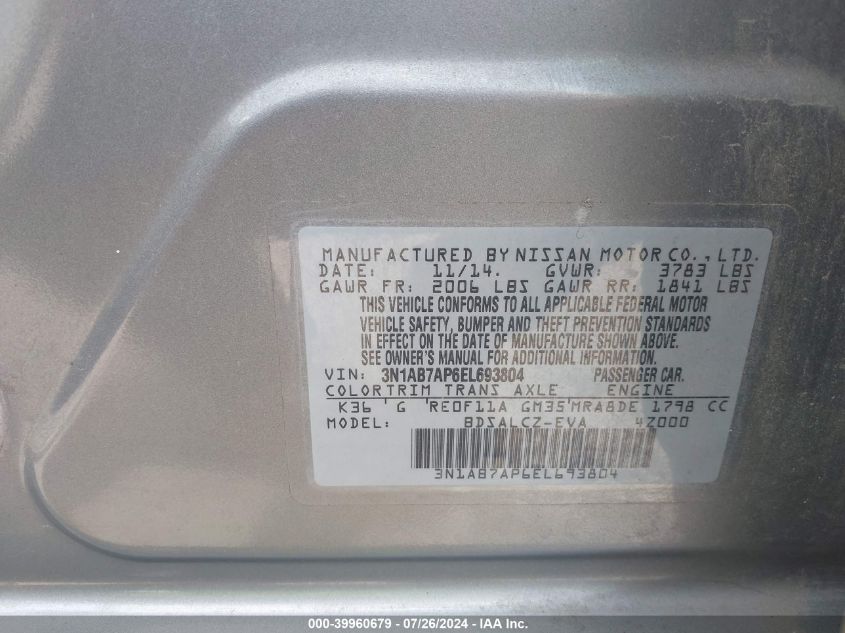 MANUFACTURED BY NISSAN MOTOR CO., LTD.
DATE: 11/14. GVWR: 3783 LBS
GAWR FR: 2006 LBS GAWR RR: 1841 LBS
THIS VEHICLE CONFORMS TO ALL APPLICABLE FEDERAL MOTOR
VEHICLE SAFETY, BUMPER AND THEFT PREVENTION STANDARDS
IN EFFECT ON THE DATE OF MANUFACTURE SHOWN ABOVE.
SEE OWNER'S MANUAL FOR ADDITIONAL INFORMATION.
VIN: 3N1AB7AP6EL693804 PASSENGER CAR.
COLOR TRIM TRANS AXLE ENGINE
K36 G RE0F11A GM35 MRA8DE 1798 CC
MODEL: BDSALCZ-EVA 4Z000
3N1AB7AP6EL693804
000-39960679 / 07/26/2024 / IAA Inc.